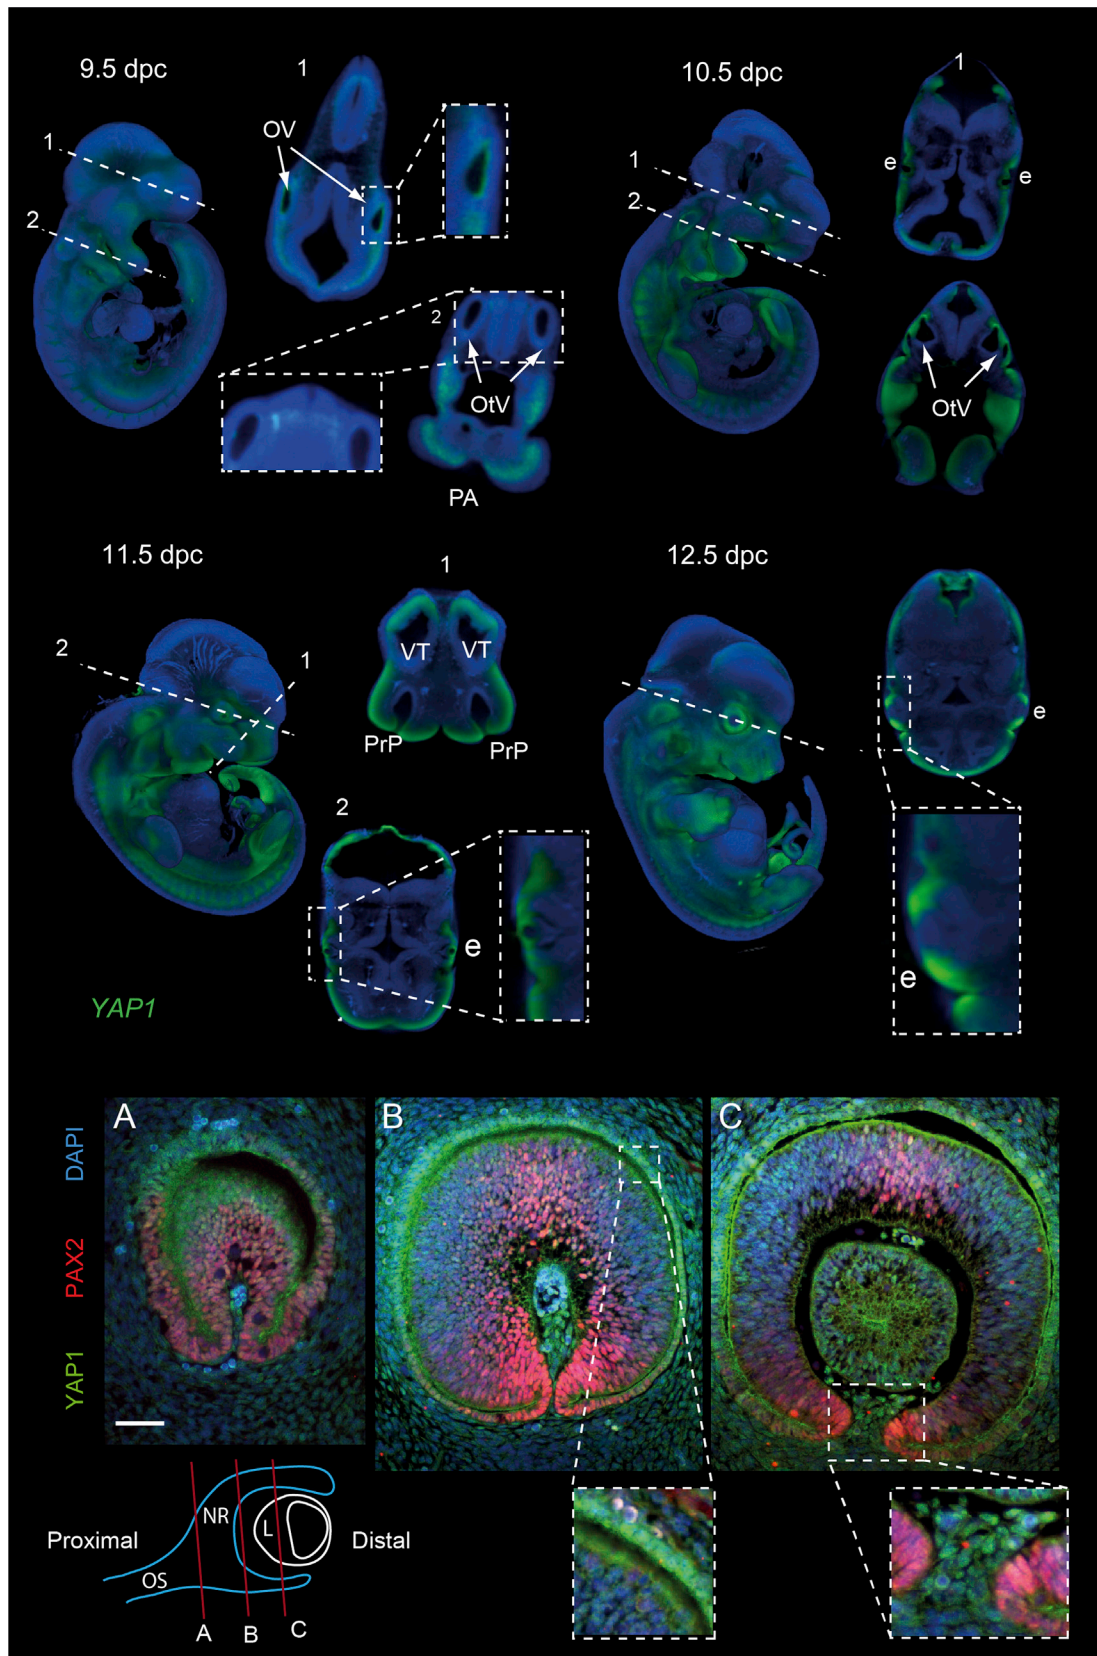 9.5 dpc
1
OV
1
2
2
OtV
PA
10.5 dpc
1
e
e
1
2
OtV
11.5 dpc
1
2
1
VT
VT
PrP
PrP
2
e
12.5 dpc
e
e
YAP1
A
B
C
DAPI
PAX2
YAP1
NR
L
Proximal
Distal
OS
A
B
C